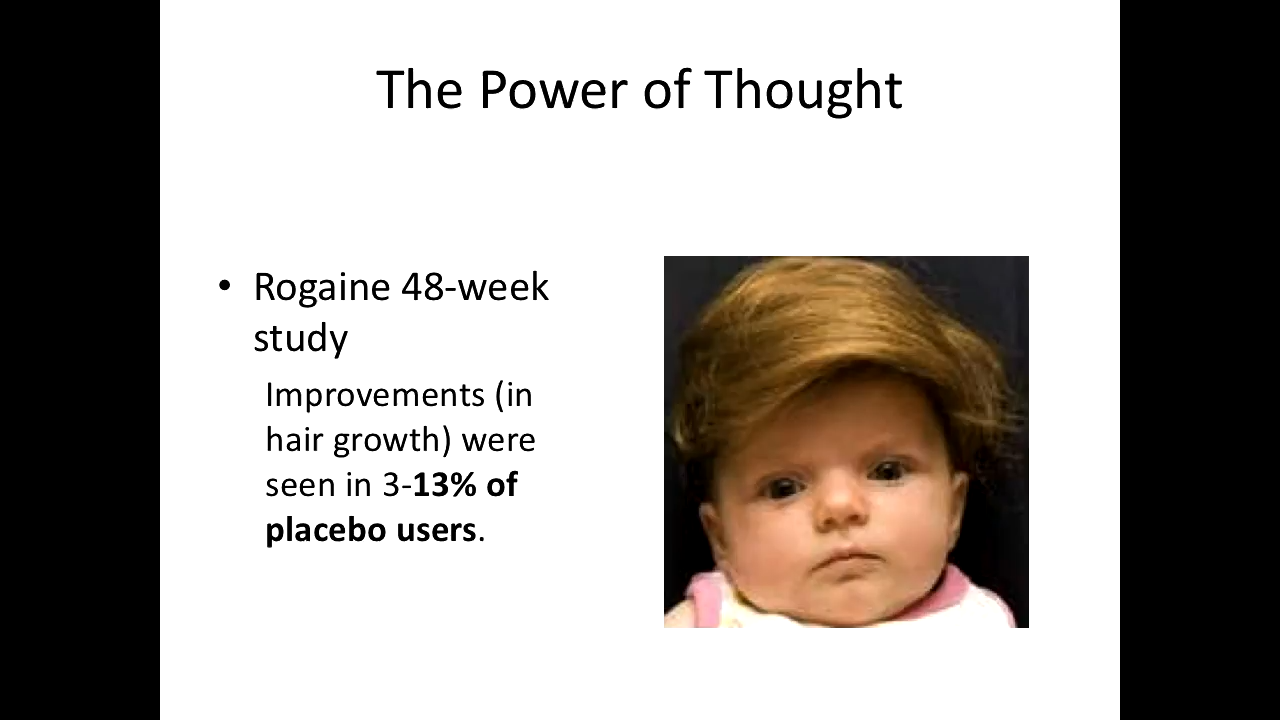 The Power of Thought
• Rogaine 48-week
study
Improvements (in
hair growth) were
seen in 3-13% of
placebo users.